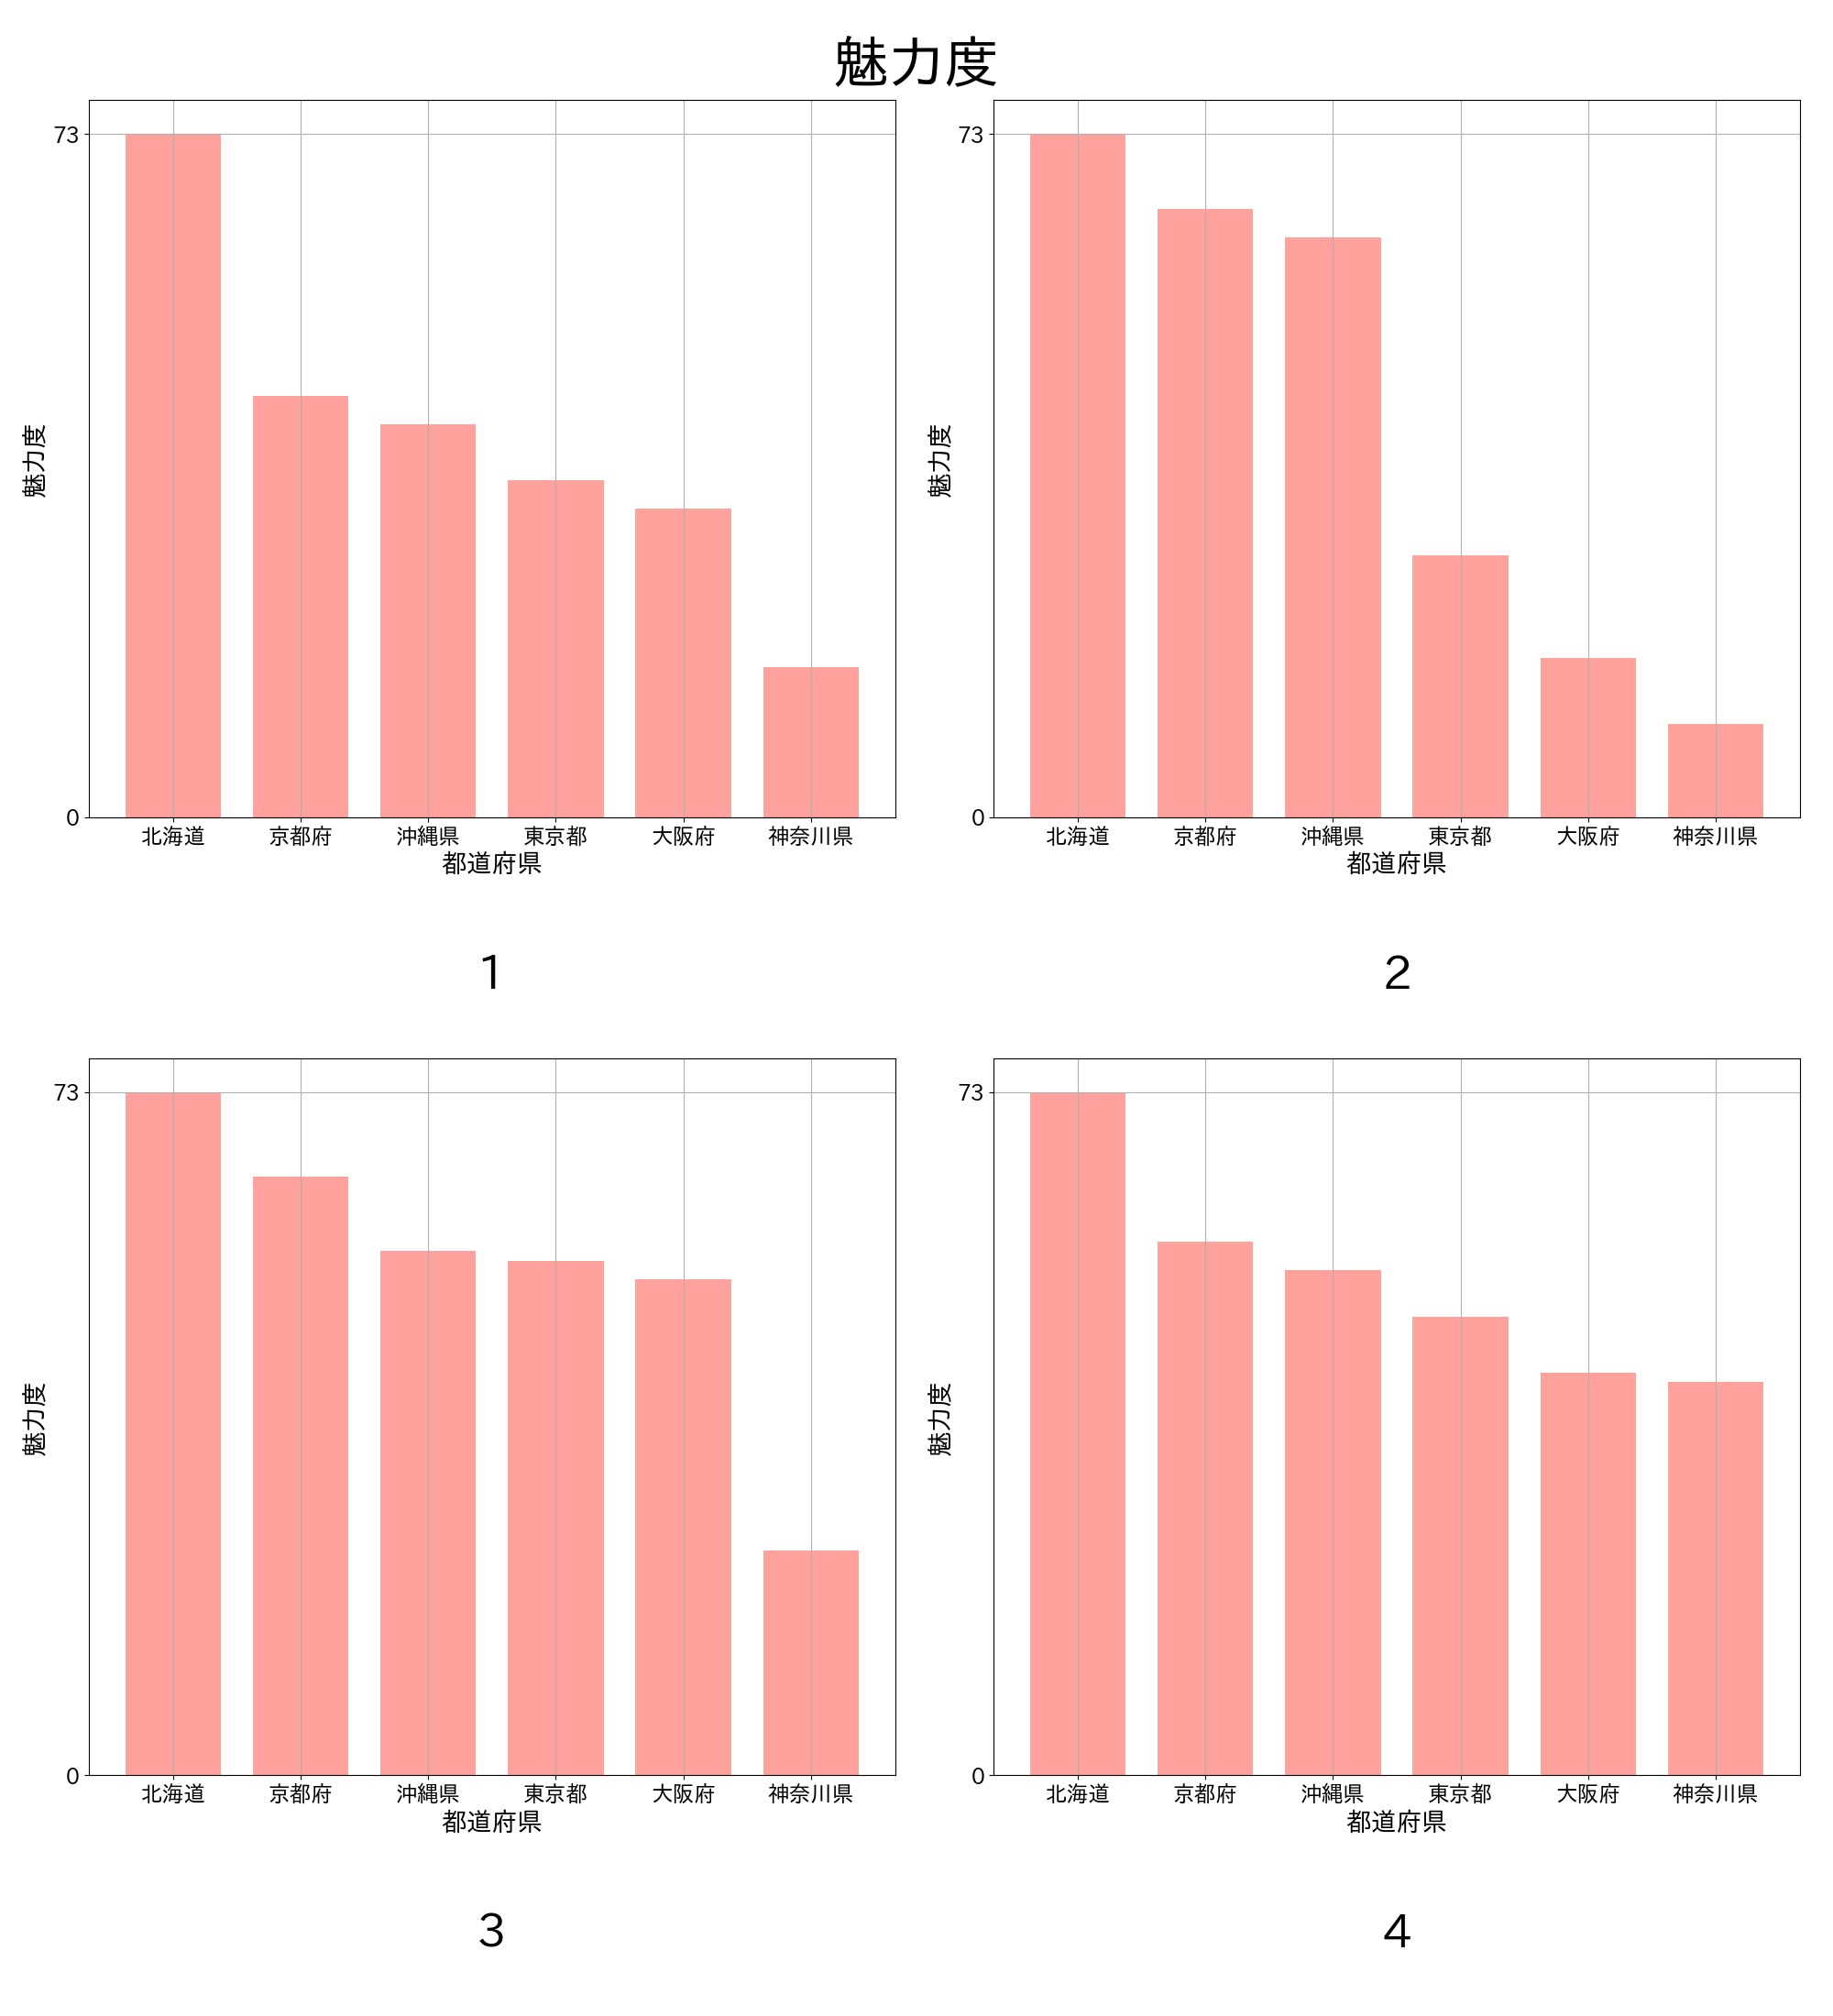 魅力度
73
魅力度
0
北海道 京都府 沖縄県 東京都 大阪府 神奈川県
都道府県
1
73
魅力度
0
北海道 京都府 沖縄県 東京都 大阪府 神奈川県
都道府県
2
73
魅力度
0
北海道 京都府 沖縄県 東京都 大阪府 神奈川県
都道府県
3
73
魅力度
0
北海道 京都府 沖縄県 東京都 大阪府 神奈川県
都道府県
4